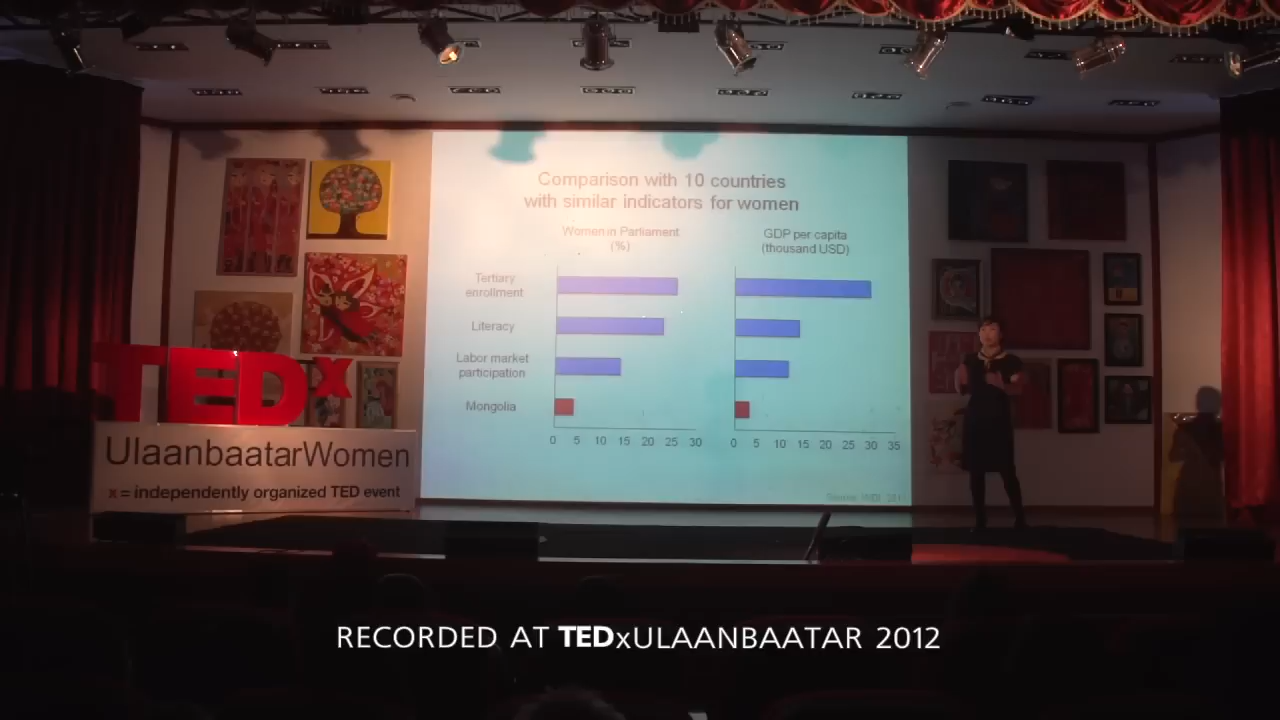 Comparison with 10 countries
with similar indicators for women
Women in Parliament
(%)
GDP per capita
(thousand USD)
Tertiary
enrollment
Literacy
Labor market
participation
Mongolia
0 5 10 15 20 25 30
0 5 10 15 20 25 30 35
TEDx
UlaanbaatarWomen
x = independently organized TED event
RECORDED AT TEDxULAANBAATAR 2012